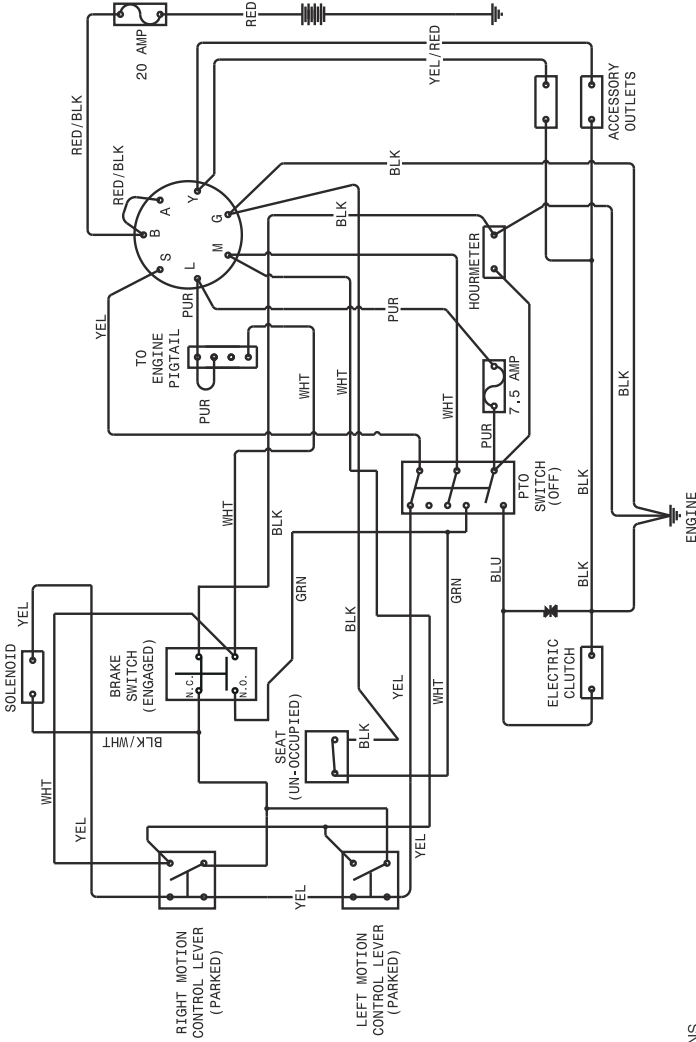 RED
20 AMP
RED/BLK
RED/BLK
YEL/RED
ACCESSORY
OUTLETS
B
A
Y
S
G
L
M
BLK
BLK
YEL
PUR
TO
ENGINE
PIGTAIL
PUR
PUR
HOURMETER
WHT
WHT
WHT
7.5 AMP
PUR
BLK
PTO
SWITCH
(OFF)
BLK
WHT
BLK
GRN
BLK
GRN
BLU
BLK
ENGINE
SOLENOID
YEL
BRAKE
SWITCH
(ENGAGED)
N.C.
N.O.
ELECTRIC
CLUTCH
BLK/WHT
SEAT
(UN-OCCUPIED)
BLK
YEL
WHT
WHT
YEL
YEL
YEL
RIGHT MOTION
CONTROL LEVER
(PARKED)
LEFT MOTION
CONTROL LEVER
(PARKED)